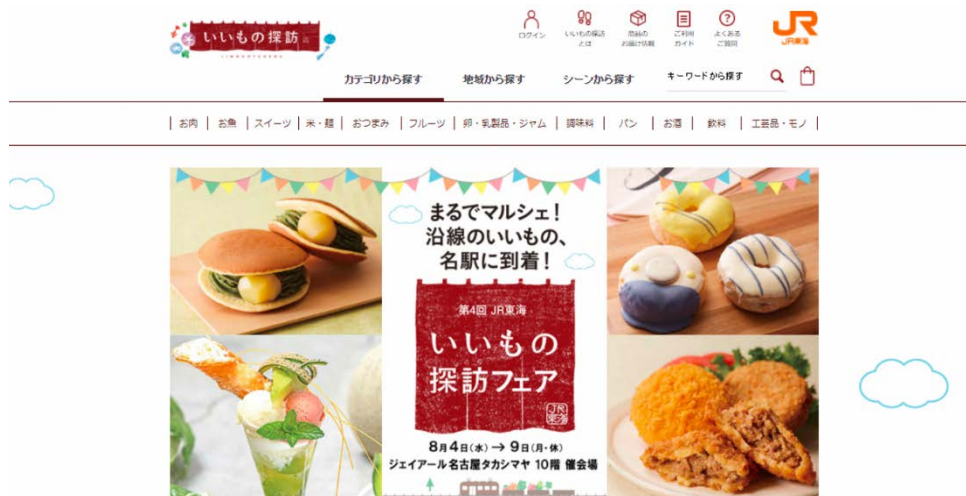 いいもの探訪
IIMONOTANBOU
ログイン
いいもの探訪
とは
商品の
お届け情報
ご利用
ガイド
よくある
ご質問
JR東海
カテゴリから探す
地域から探す
シーンから探す
キーワードから探す
お肉
お魚
スイーツ
米・麺
おつまみ
フルーツ
卵・乳製品・ジャム
調味料
パン
お酒
飲料
工芸品・モノ
まるでマルシェ!
沿線のいいもの、
名駅に到着!
第4回 JR東海
いいもの
探訪フェア
JR
東海
8月4日(水)→9日(月・休)
ジェイアール名古屋タカシマヤ 10階 催会場